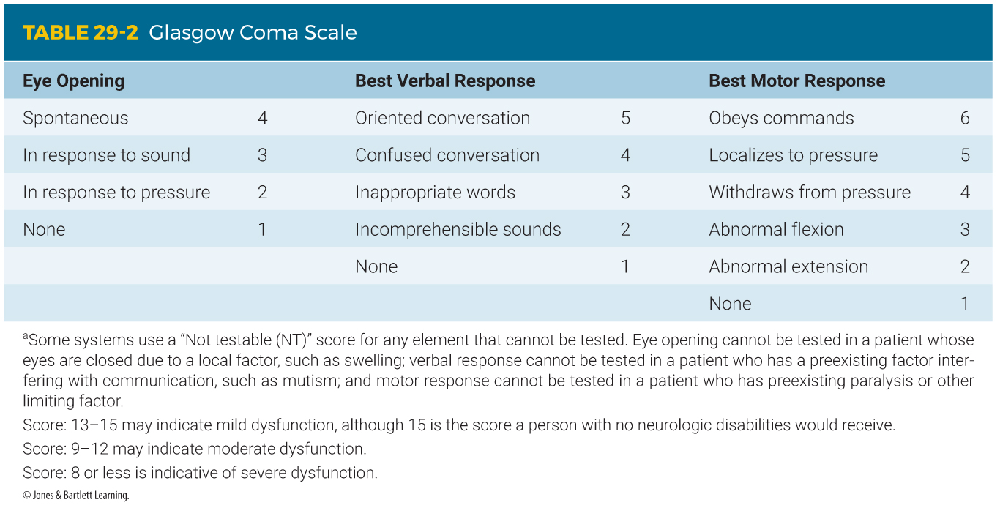 TABLE 29-2 Glasgow Coma Scale
Eye Opening Best Verbal Response Best Motor Response
Spontaneous 4 Oriented conversation 5 Obeys commands 6
In response to sound 3 Confused conversation 4 Localizes to pressure 5
In response to pressure 2 Inappropriate words 3 Withdraws from pressure 4
None 1 Incomprehensible sounds 2 Abnormal flexion 3
None 1 Abnormal extension 2
None 1
aSome systems use a “Not testable (NT)” score for any element that cannot be tested. Eye opening cannot be tested in a patient whose
eyes are closed due to a local factor, such as swelling; verbal response cannot be tested in a patient who has a preexisting factor inter-
fering with communication, such as mutism; and motor response cannot be tested in a patient who has preexisting paralysis or other
limiting factor.
Score: 13–15 may indicate mild dysfunction, although 15 is the score a person with no neurologic disabilities would receive.
Score: 9–12 may indicate moderate dysfunction.
Score: 8 or less is indicative of severe dysfunction.
© Jones & Bartlett Learning.